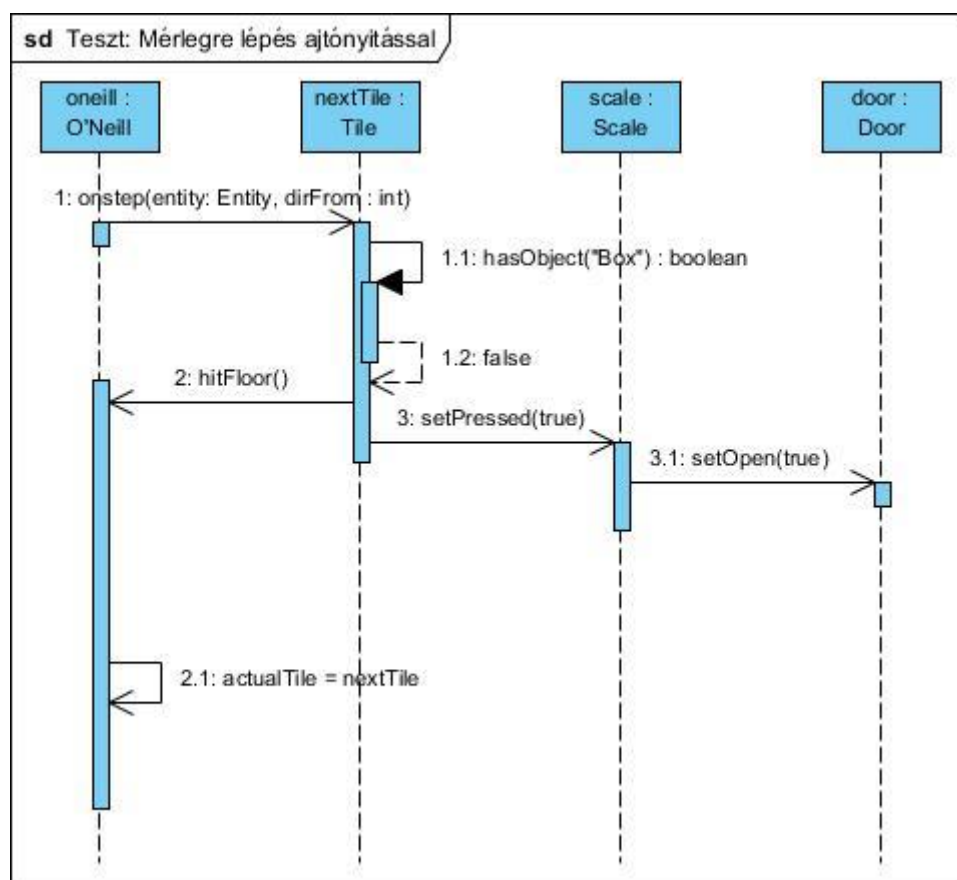 sd Teszt: Mérlegre lépés ajtónyitással
oneill :
O'Neill
nextTile :
Tile
scale :
Scale
door :
Door
1: onstep(entity: Entity, dirFrom : int)
1.1: hasObject("Box") : boolean
1.2: false
2: hitFloor()
3: setPressed(true)
3.1: setOpen(true)
2.1: actualTile = nextTile